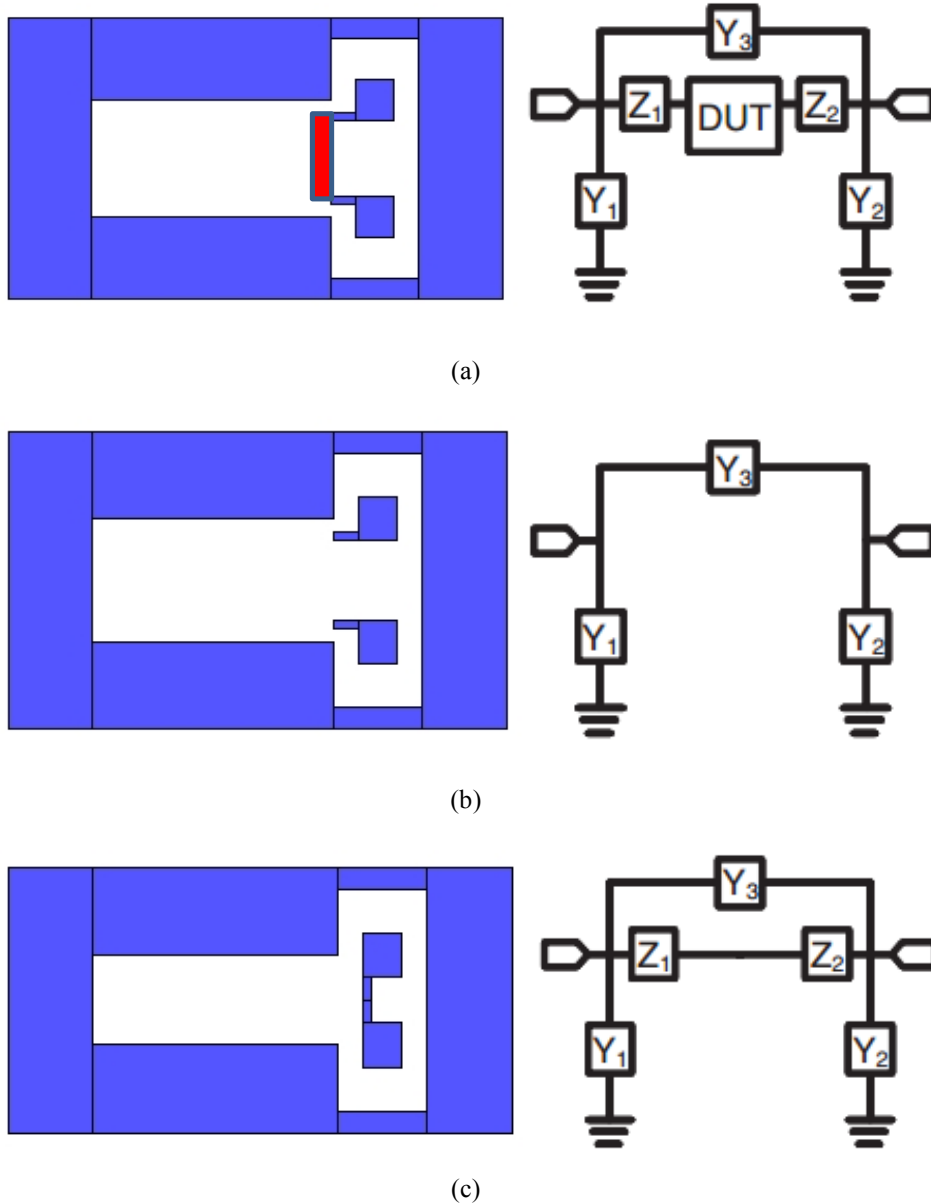 Y₃
Z₁ DUT Z₂
Y₁ Y₂
(a)
Y₃
Y₁ Y₂
(b)
Y₃
Z₁ Z₂
Y₁ Y₂
(c)